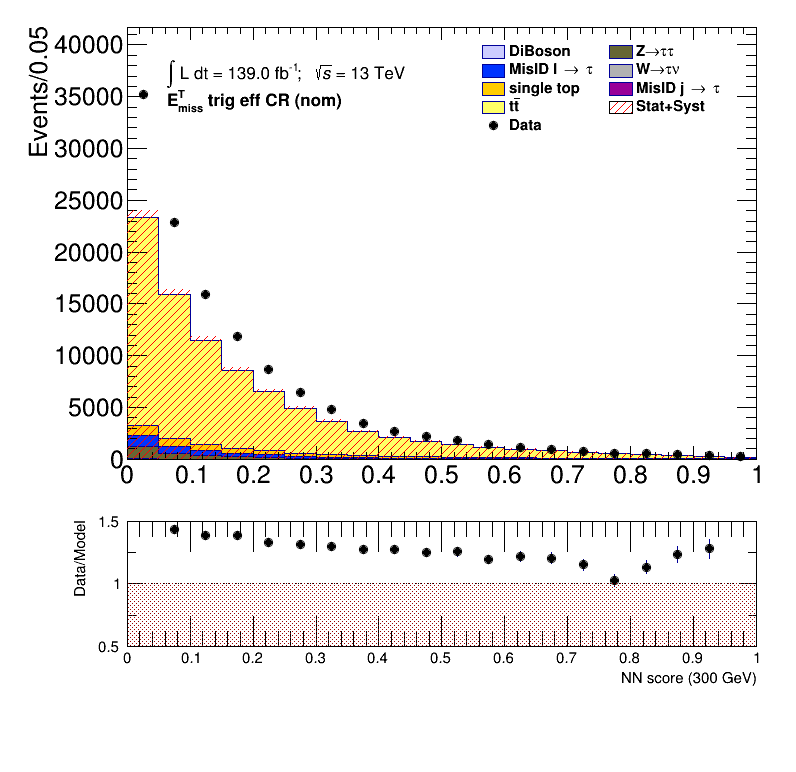 Events/0.05
40000
35000
30000
25000
20000
15000
10000
5000
0
∫ L dt = 139.0 fb⁻¹; √s = 13 TeV
E^T_miss trig eff CR (nom)
DiBoson
MisID l → τ
single top
tt̄
Data
Z→ττ
W→τν
MisID j → τ
Stat+Syst
0 0.1 0.2 0.3 0.4 0.5 0.6 0.7 0.8 0.9 1
Data/Model
1.5
1
0.5
0 0.1 0.2 0.3 0.4 0.5 0.6 0.7 0.8 0.9 1
NN score (300 GeV)